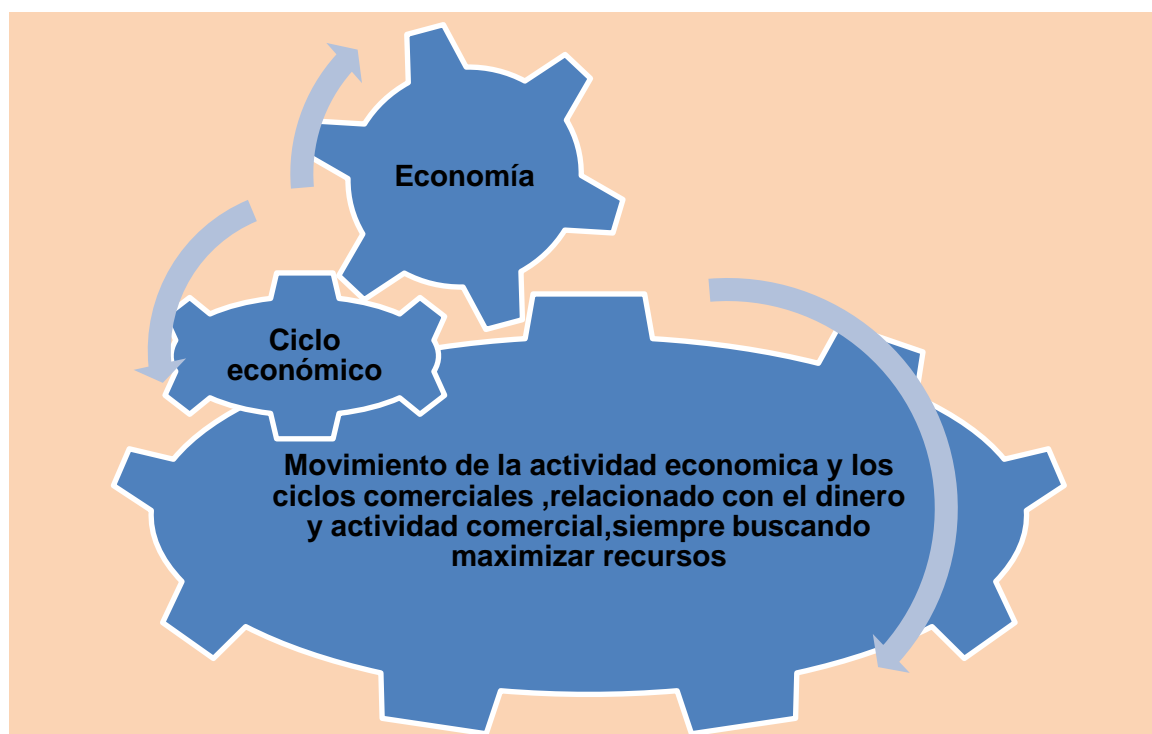 Economía
Ciclo
económico
Movimiento de la actividad economica y los
ciclos comerciales ,relacionado con el dinero
y actividad comercial,siempre buscando
maximizar recursos